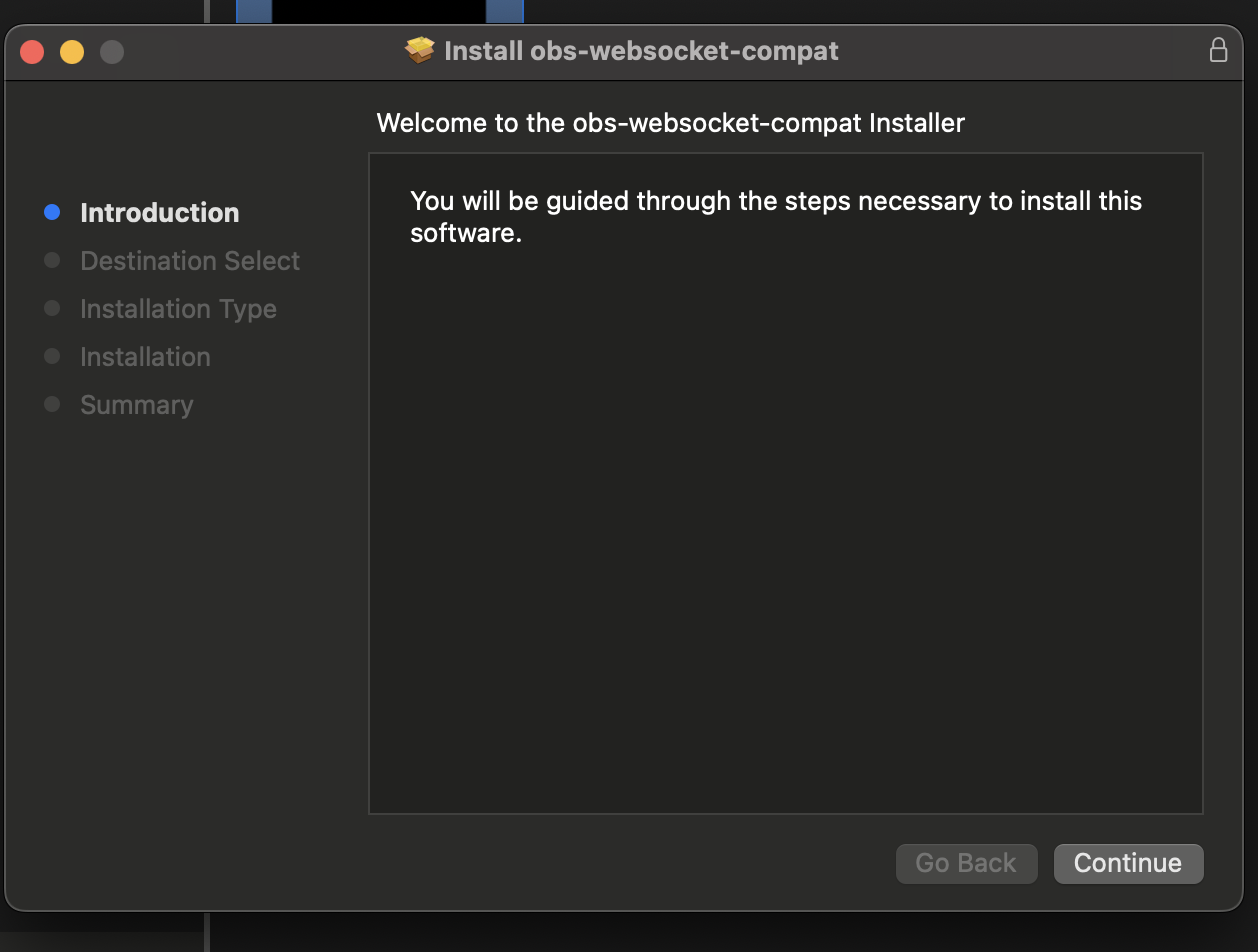 Install obs-websocket-compat
Welcome to the obs-websocket-compat Installer
Introduction
Destination Select
Installation Type
Installation
Summary
You will be guided through the steps necessary to install this
software.
Go Back
Continue